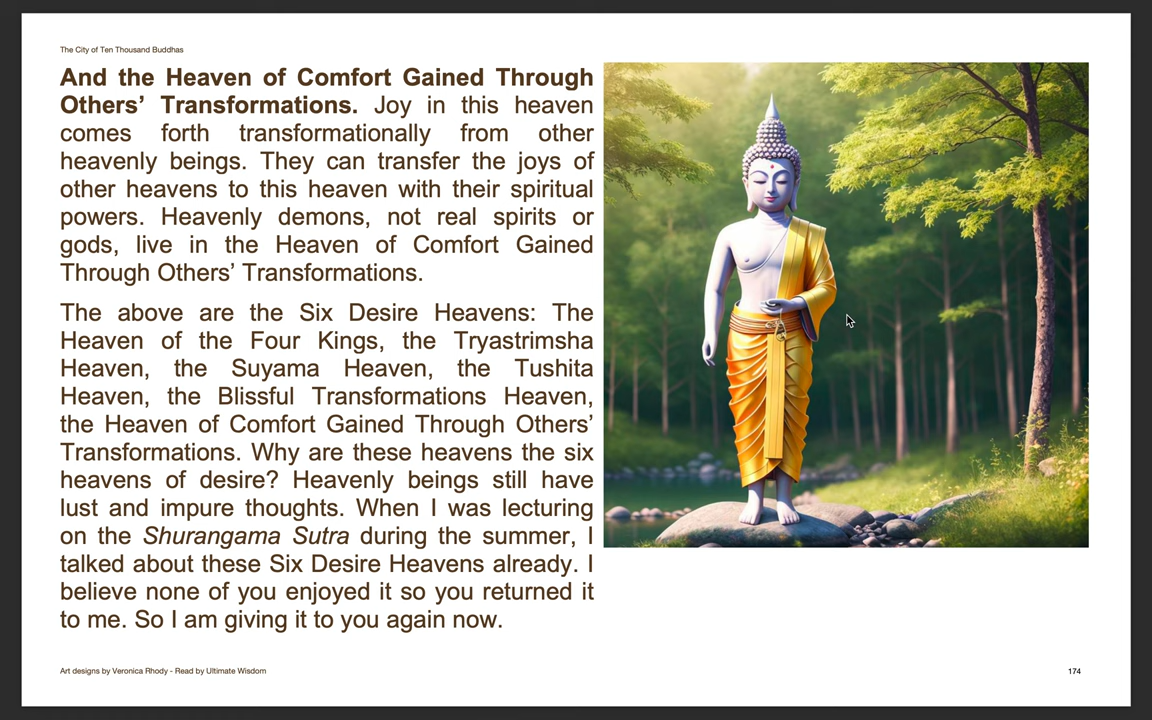 The City of Ten Thousand Buddhas
And the Heaven of Comfort Gained Through
Others’ Transformations. Joy in this heaven
comes forth transformationally from other
heavenly beings. They can transfer the joys of
other heavens to this heaven with their spiritual
powers. Heavenly demons, not real spirits or
gods, live in the Heaven of Comfort Gained
Through Others’ Transformations.
The above are the Six Desire Heavens: The
Heaven of the Four Kings, the Tryastrimsha
Heaven, the Suyama Heaven, the Tushita
Heaven, the Blissful Transformations Heaven,
the Heaven of Comfort Gained Through Others’
Transformations. Why are these heavens the six
heavens of desire? Heavenly beings still have
lust and impure thoughts. When I was lecturing
on the Shurangama Sutra during the summer, I
talked about these Six Desire Heavens already. I
believe none of you enjoyed it so you returned it
to me. So I am giving it to you again now.
Art designs by Veronica Rhody - Read by Ultimate Wisdom
174